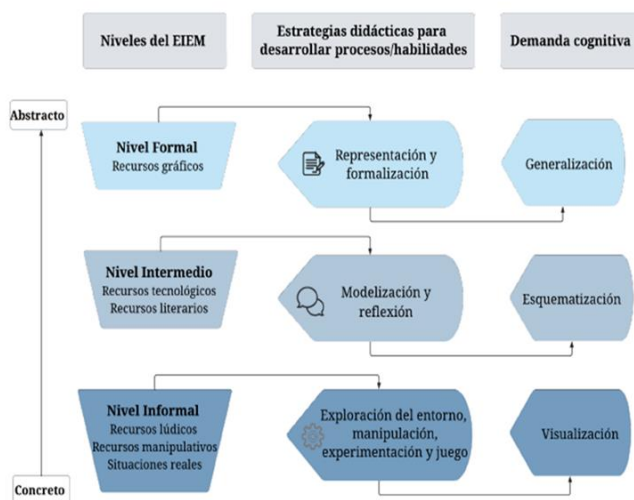 Niveles del EIEM
Estrategias didácticas para
desarrollar procesos/habilidades
Demanda cognitiva
Abstracto
Nivel Formal
Recursos gráficos
Representación y
formalización
Generalización
Nivel Intermedio
Recursos tecnológicos
Recursos literarios
Modelización y
reflexión
Esquematización
Nivel Informal
Recursos lúdicos
Recursos manipulativos
Situaciones reales
Exploración del entorno,
manipulación,
experimentación y juego
Visualización
Concreto